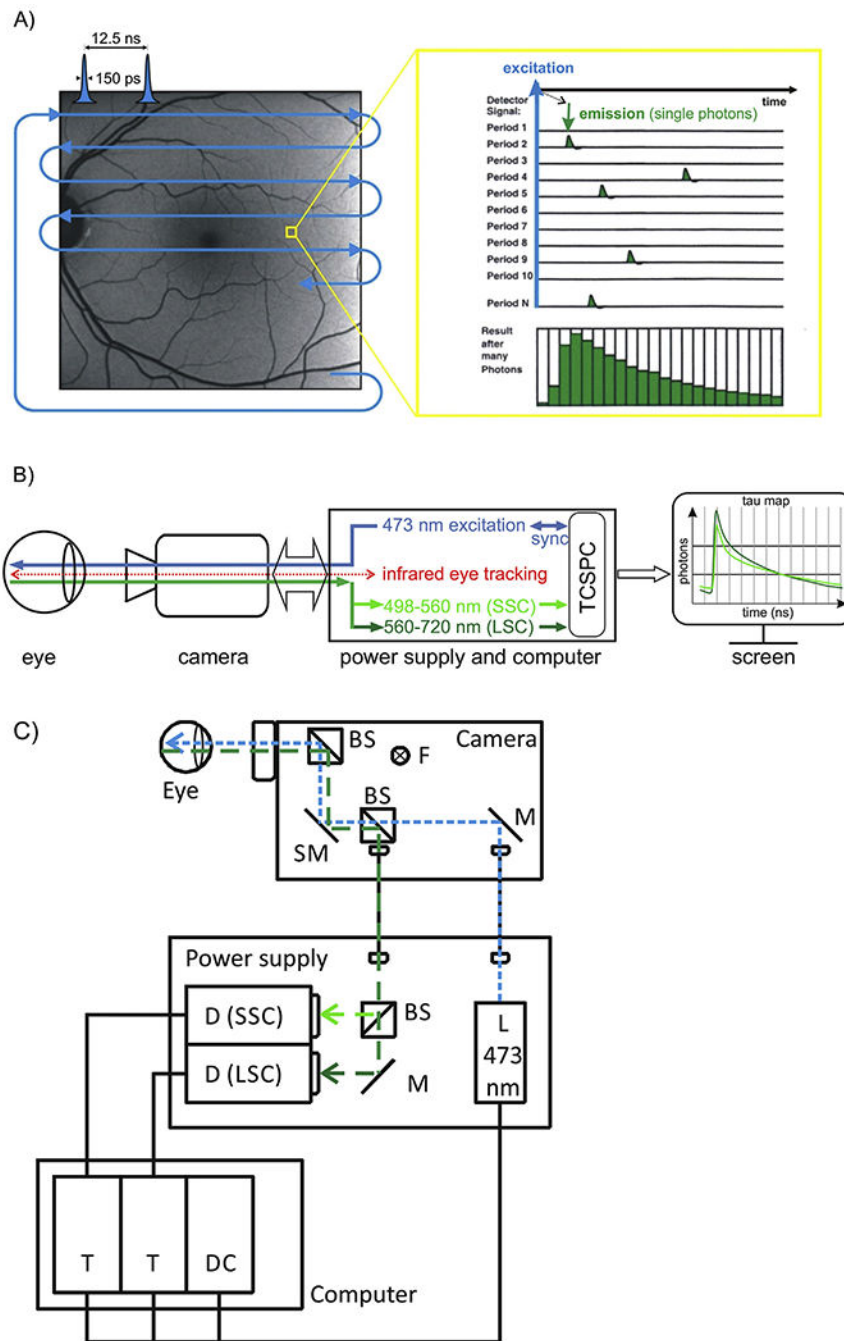 A)
12.5 ns
150 ps
excitation
time
Detector
Signal:
emission (single photons)
Period 1
Period 2
Period 3
Period 4
Period 5
Period 6
Period 7
Period 8
Period 9
Period 10
Period N
Result
after
many
Photons
B)
473 nm excitation
sync
infrared eye tracking
498-560 nm (SSC)
560-720 nm (LSC)
TCSPC
tau map
photons
time (ns)
eye
camera
power supply and computer
screen
C)
BS
Camera
F
Eye
BS
M
SM
Power supply
D (SSC)
BS
L
473
nm
D (LSC)
M
T
T
DC
Computer